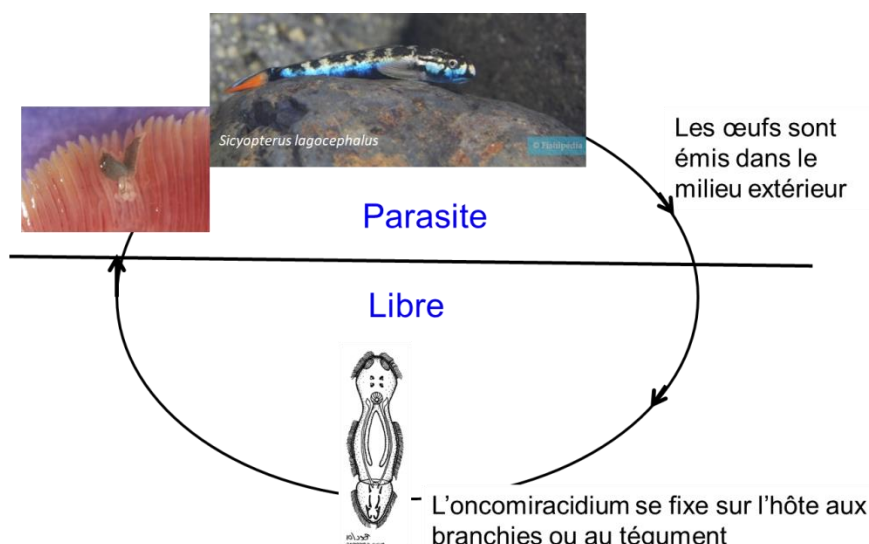 Sicyopterus lagocephalus
© Fishipedia
Les œufs sont
émis dans le
milieu extérieur
Parasite
Libre
L'oncomiracidium se fixe sur l'hôte aux
branchies ou au tégument